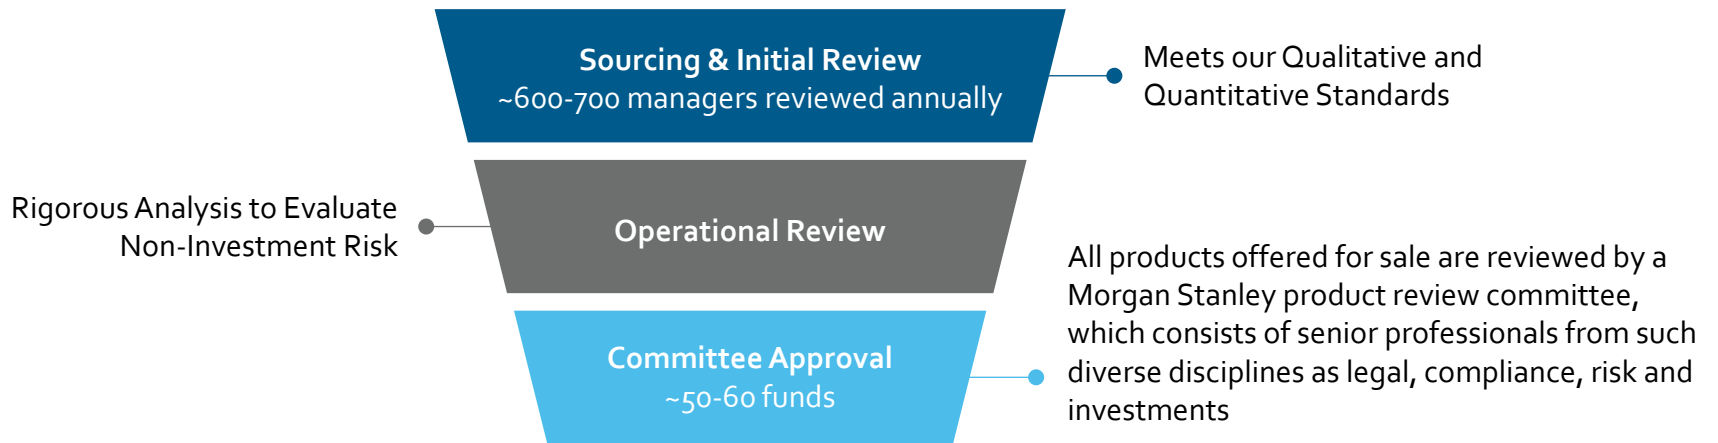 Sourcing & Initial Review
~600-700 managers reviewed annually
Meets our Qualitative and
Quantitative Standards
Rigorous Analysis to Evaluate
Non-Investment Risk
Operational Review
Committee Approval
~50-60 funds
All products offered for sale are reviewed by a
Morgan Stanley product review committee,
which consists of senior professionals from such
diverse disciplines as legal, compliance, risk and
investments